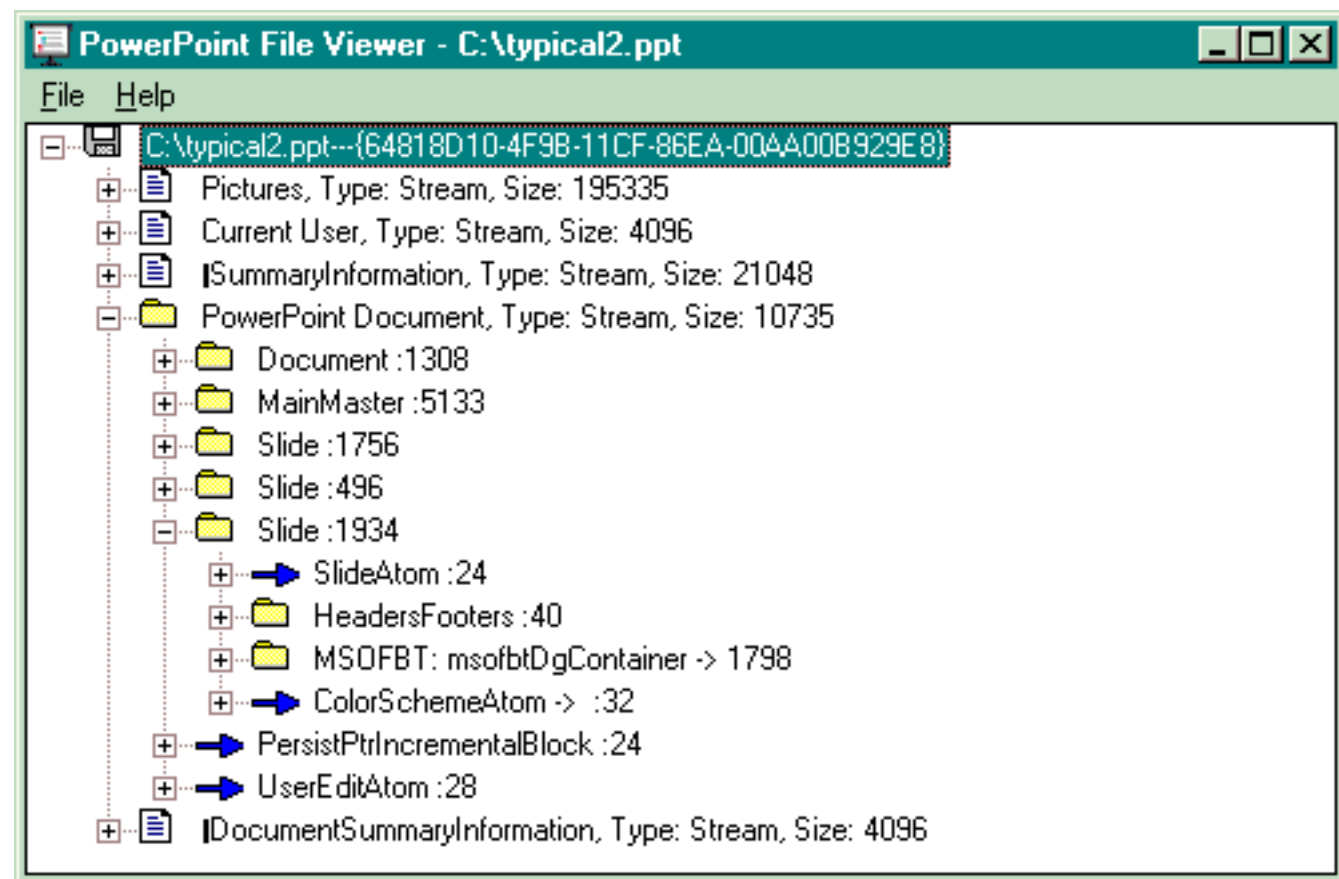 PowerPoint File Viewer - C:\typical2.ppt
File Help
C:\typical2.ppt---{64818D10-4F9B-11CF-86EA-00AA00B929E8}
Pictures, Type: Stream, Size: 195335
Current User, Type: Stream, Size: 4096
|SummaryInformation, Type: Stream, Size: 21048
PowerPoint Document, Type: Stream, Size: 10735
Document :1308
MainMaster :5133
Slide :1756
Slide :496
Slide :1934
SlideAtom :24
HeadersFooters :40
MSOFBT: msofbtDgContainer -> 1798
ColorSchemeAtom -> :32
PersistPtrIncrementalBlock :24
UserEditAtom :28
|DocumentSummaryInformation, Type: Stream, Size: 4096